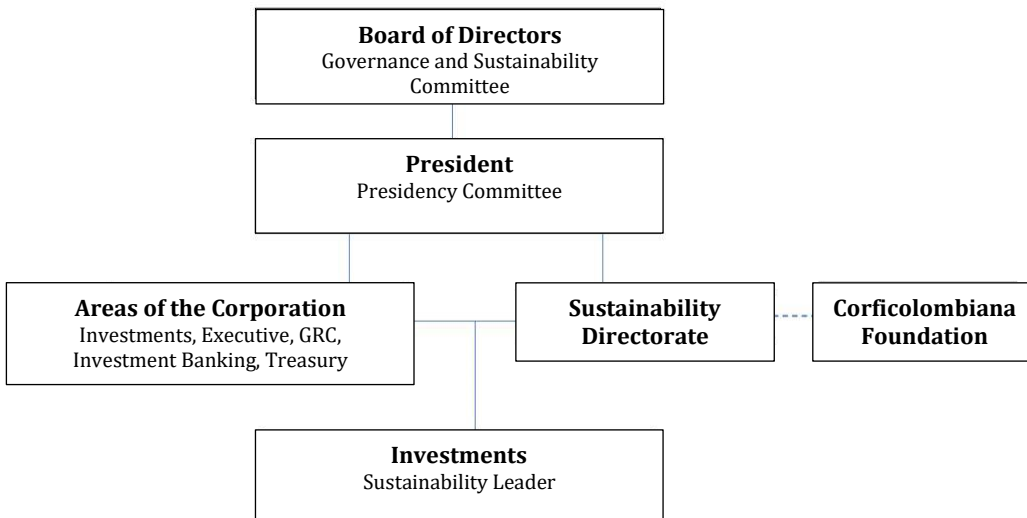 Board of Directors
Governance and Sustainability
Committee
President
Presidency Committee
Areas of the Corporation
Investments, Executive, GRC,
Investment Banking, Treasury
Sustainability
Directorate
Corficolombiana
Foundation
Investments
Sustainability Leader